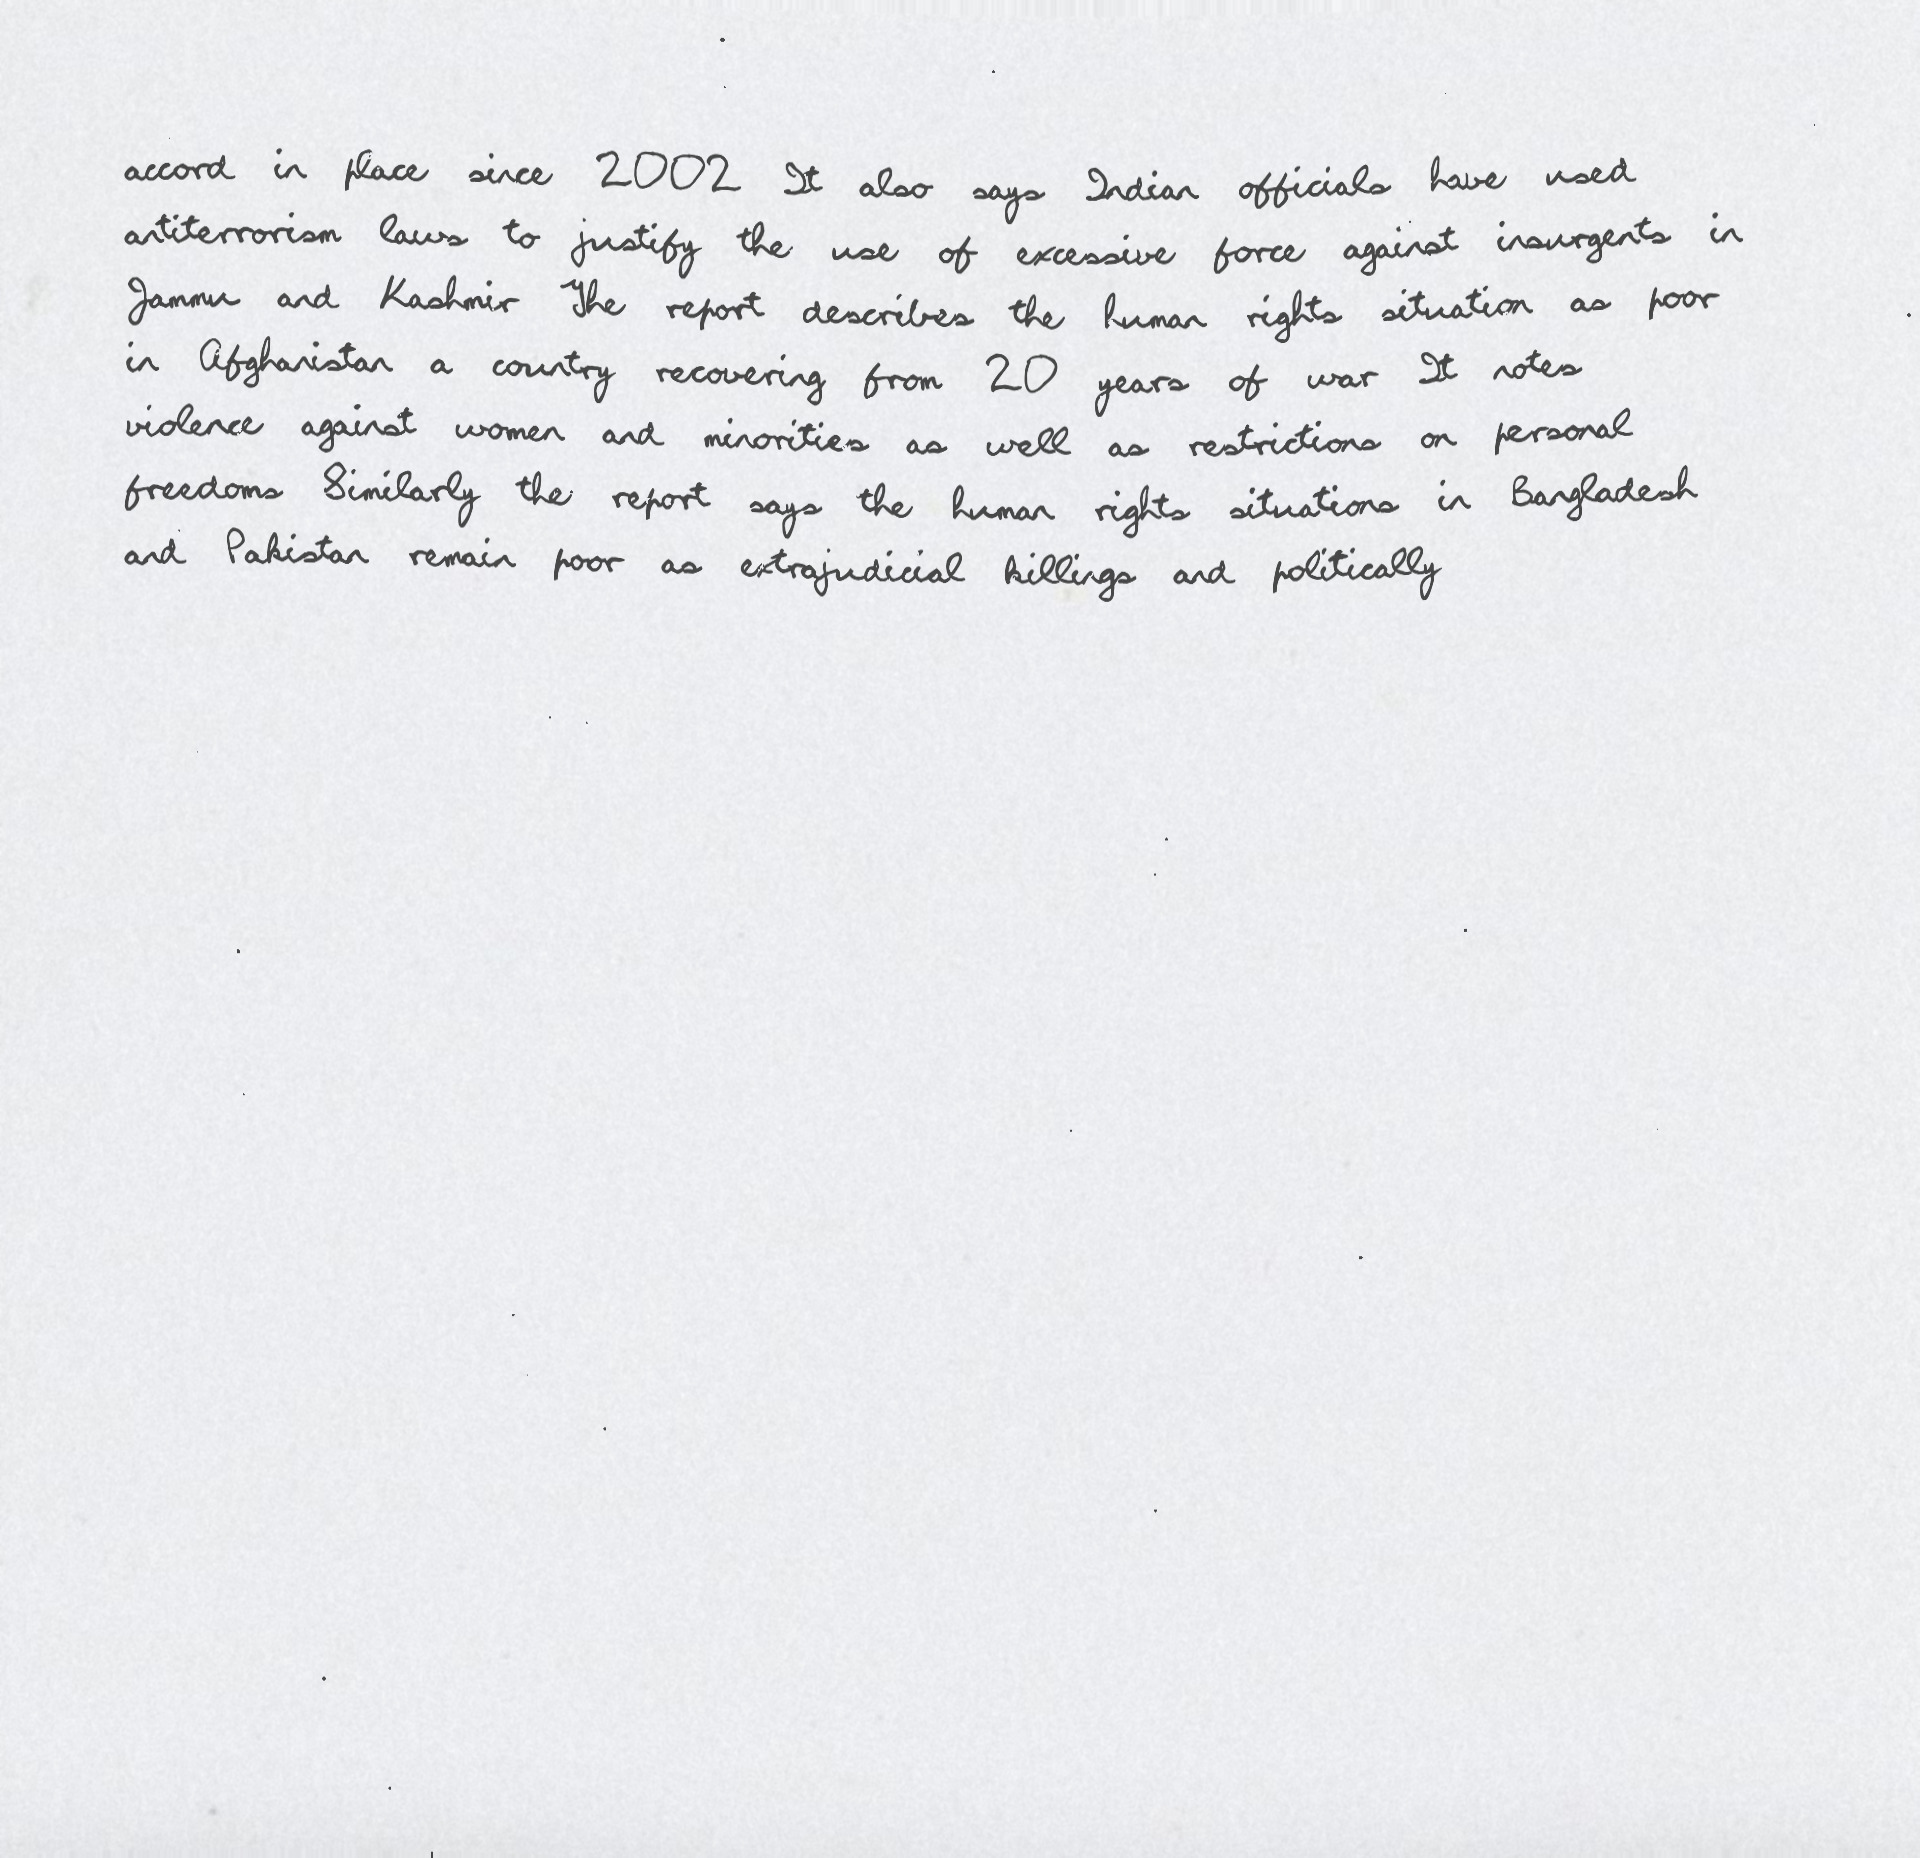 accord in place since 2002 It also says Indian officials have used
antiterrorism laws to justify the use of excessive force against insurgents in
Jammu and Kashmir The report describes the human rights situation as poor
in Afghanistan a country recovering from 20 years of war It notes
violence against women and minorities as well as restrictions on personal
freedoms Similarly the report says the human rights situations in Bangladesh
and Pakistan remain poor as extrajudicial killings and politically